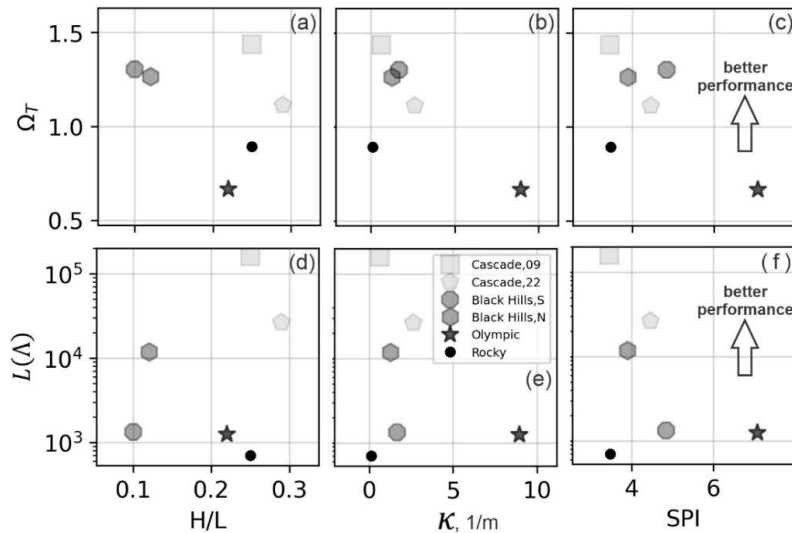 (a)
(b)
(c)
1.5
1.0
0.5
Ω_T
better
performance
(d)
(e)
(f)
10^5
10^4
10^3
L(Λ)
Cascade,09
Cascade,22
Black Hills,S
Black Hills,N
Olympic
Rocky
better
performance
0.1 0.2 0.3
0 5 10
4 6
H/L
κ, 1/m
SPI